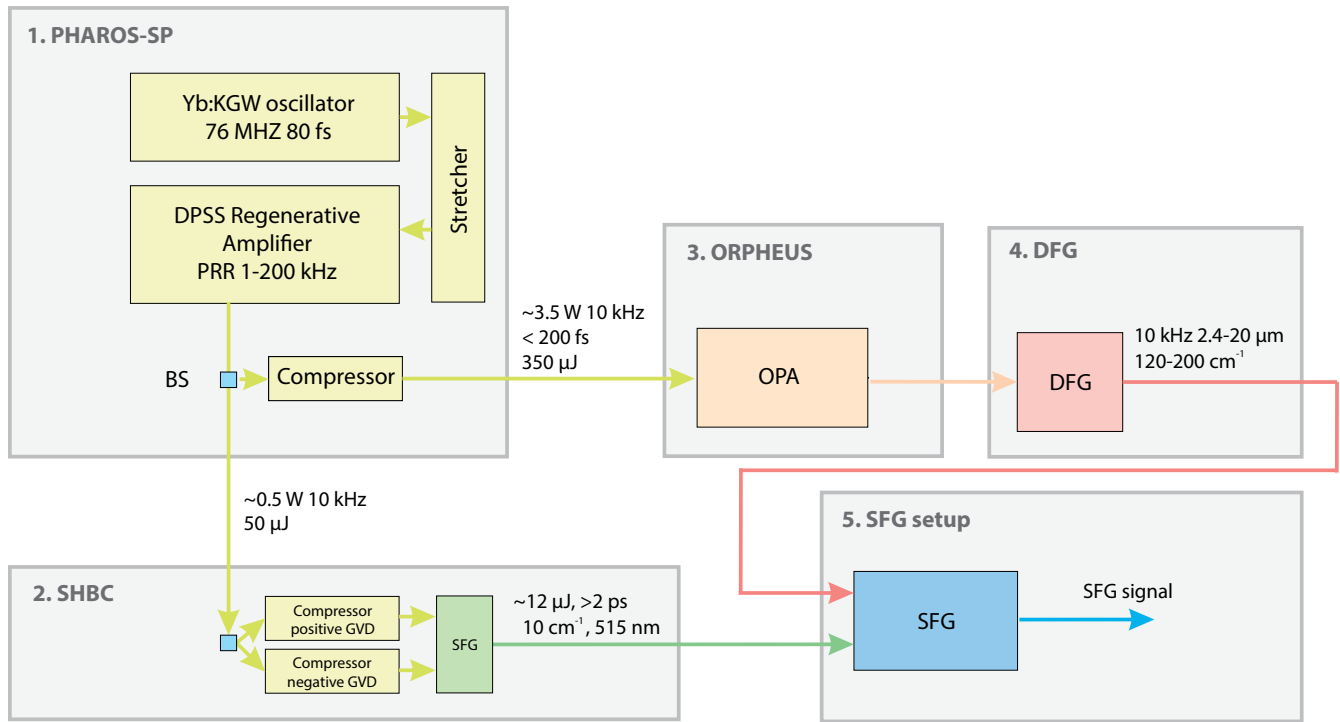 1. PHAROS-SP
Yb:KGW oscillator
76 MHZ 80 fs
Stretcher
DPSS Regenerative
Amplifier
PRR 1-200 kHz
BS
Compressor
~3.5 W 10 kHz
< 200 fs
350 µJ
3. ORPHEUS
OPA
4. DFG
DFG
10 kHz 2.4-20 µm
120-200 cm⁻¹
~0.5 W 10 kHz
50 µJ
2. SHBC
Compressor
positive GVD
Compressor
negative GVD
SFG
~12 µJ, >2 ps
10 cm⁻¹, 515 nm
5. SFG setup
SFG
SFG signal